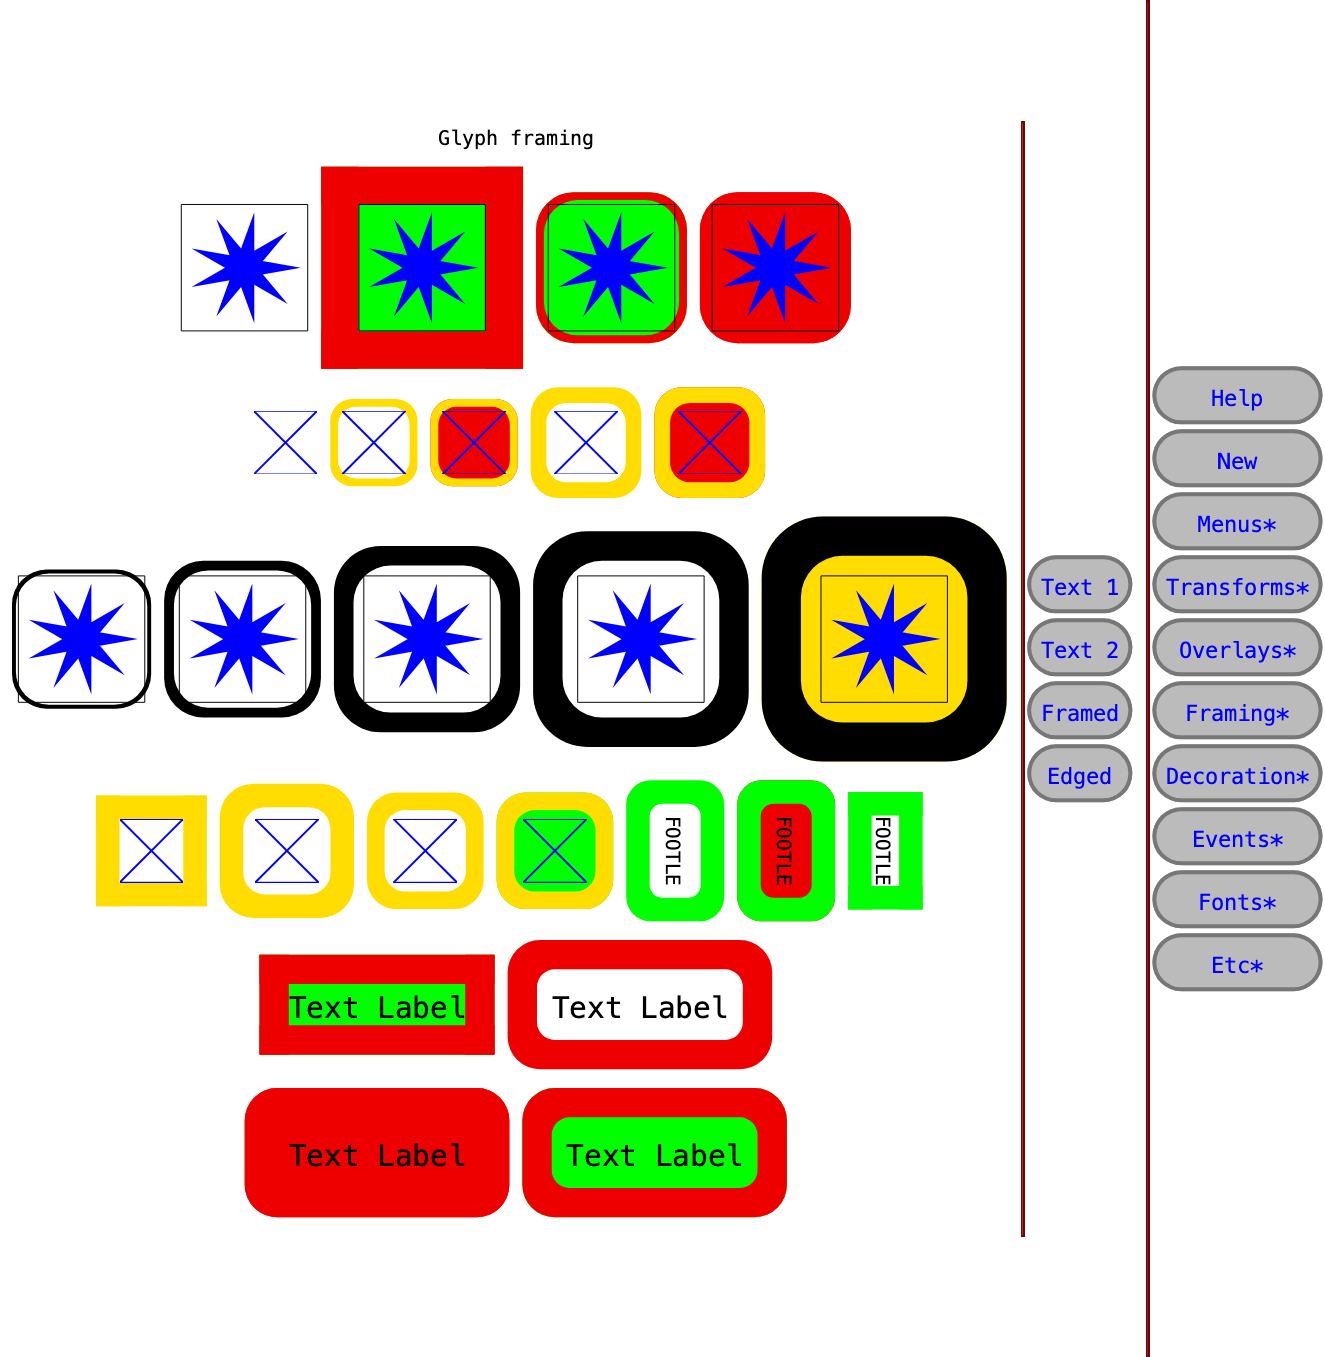 Glyph framing
FOOTLE
FOOTLE
FOOTLE
Text Label
Text Label
Text Label
Text Label
Text 1
Text 2
Framed
Edged
Help
New
Menus*
Transforms*
Overlays*
Framing*
Decoration*
Events*
Fonts*
Etc*